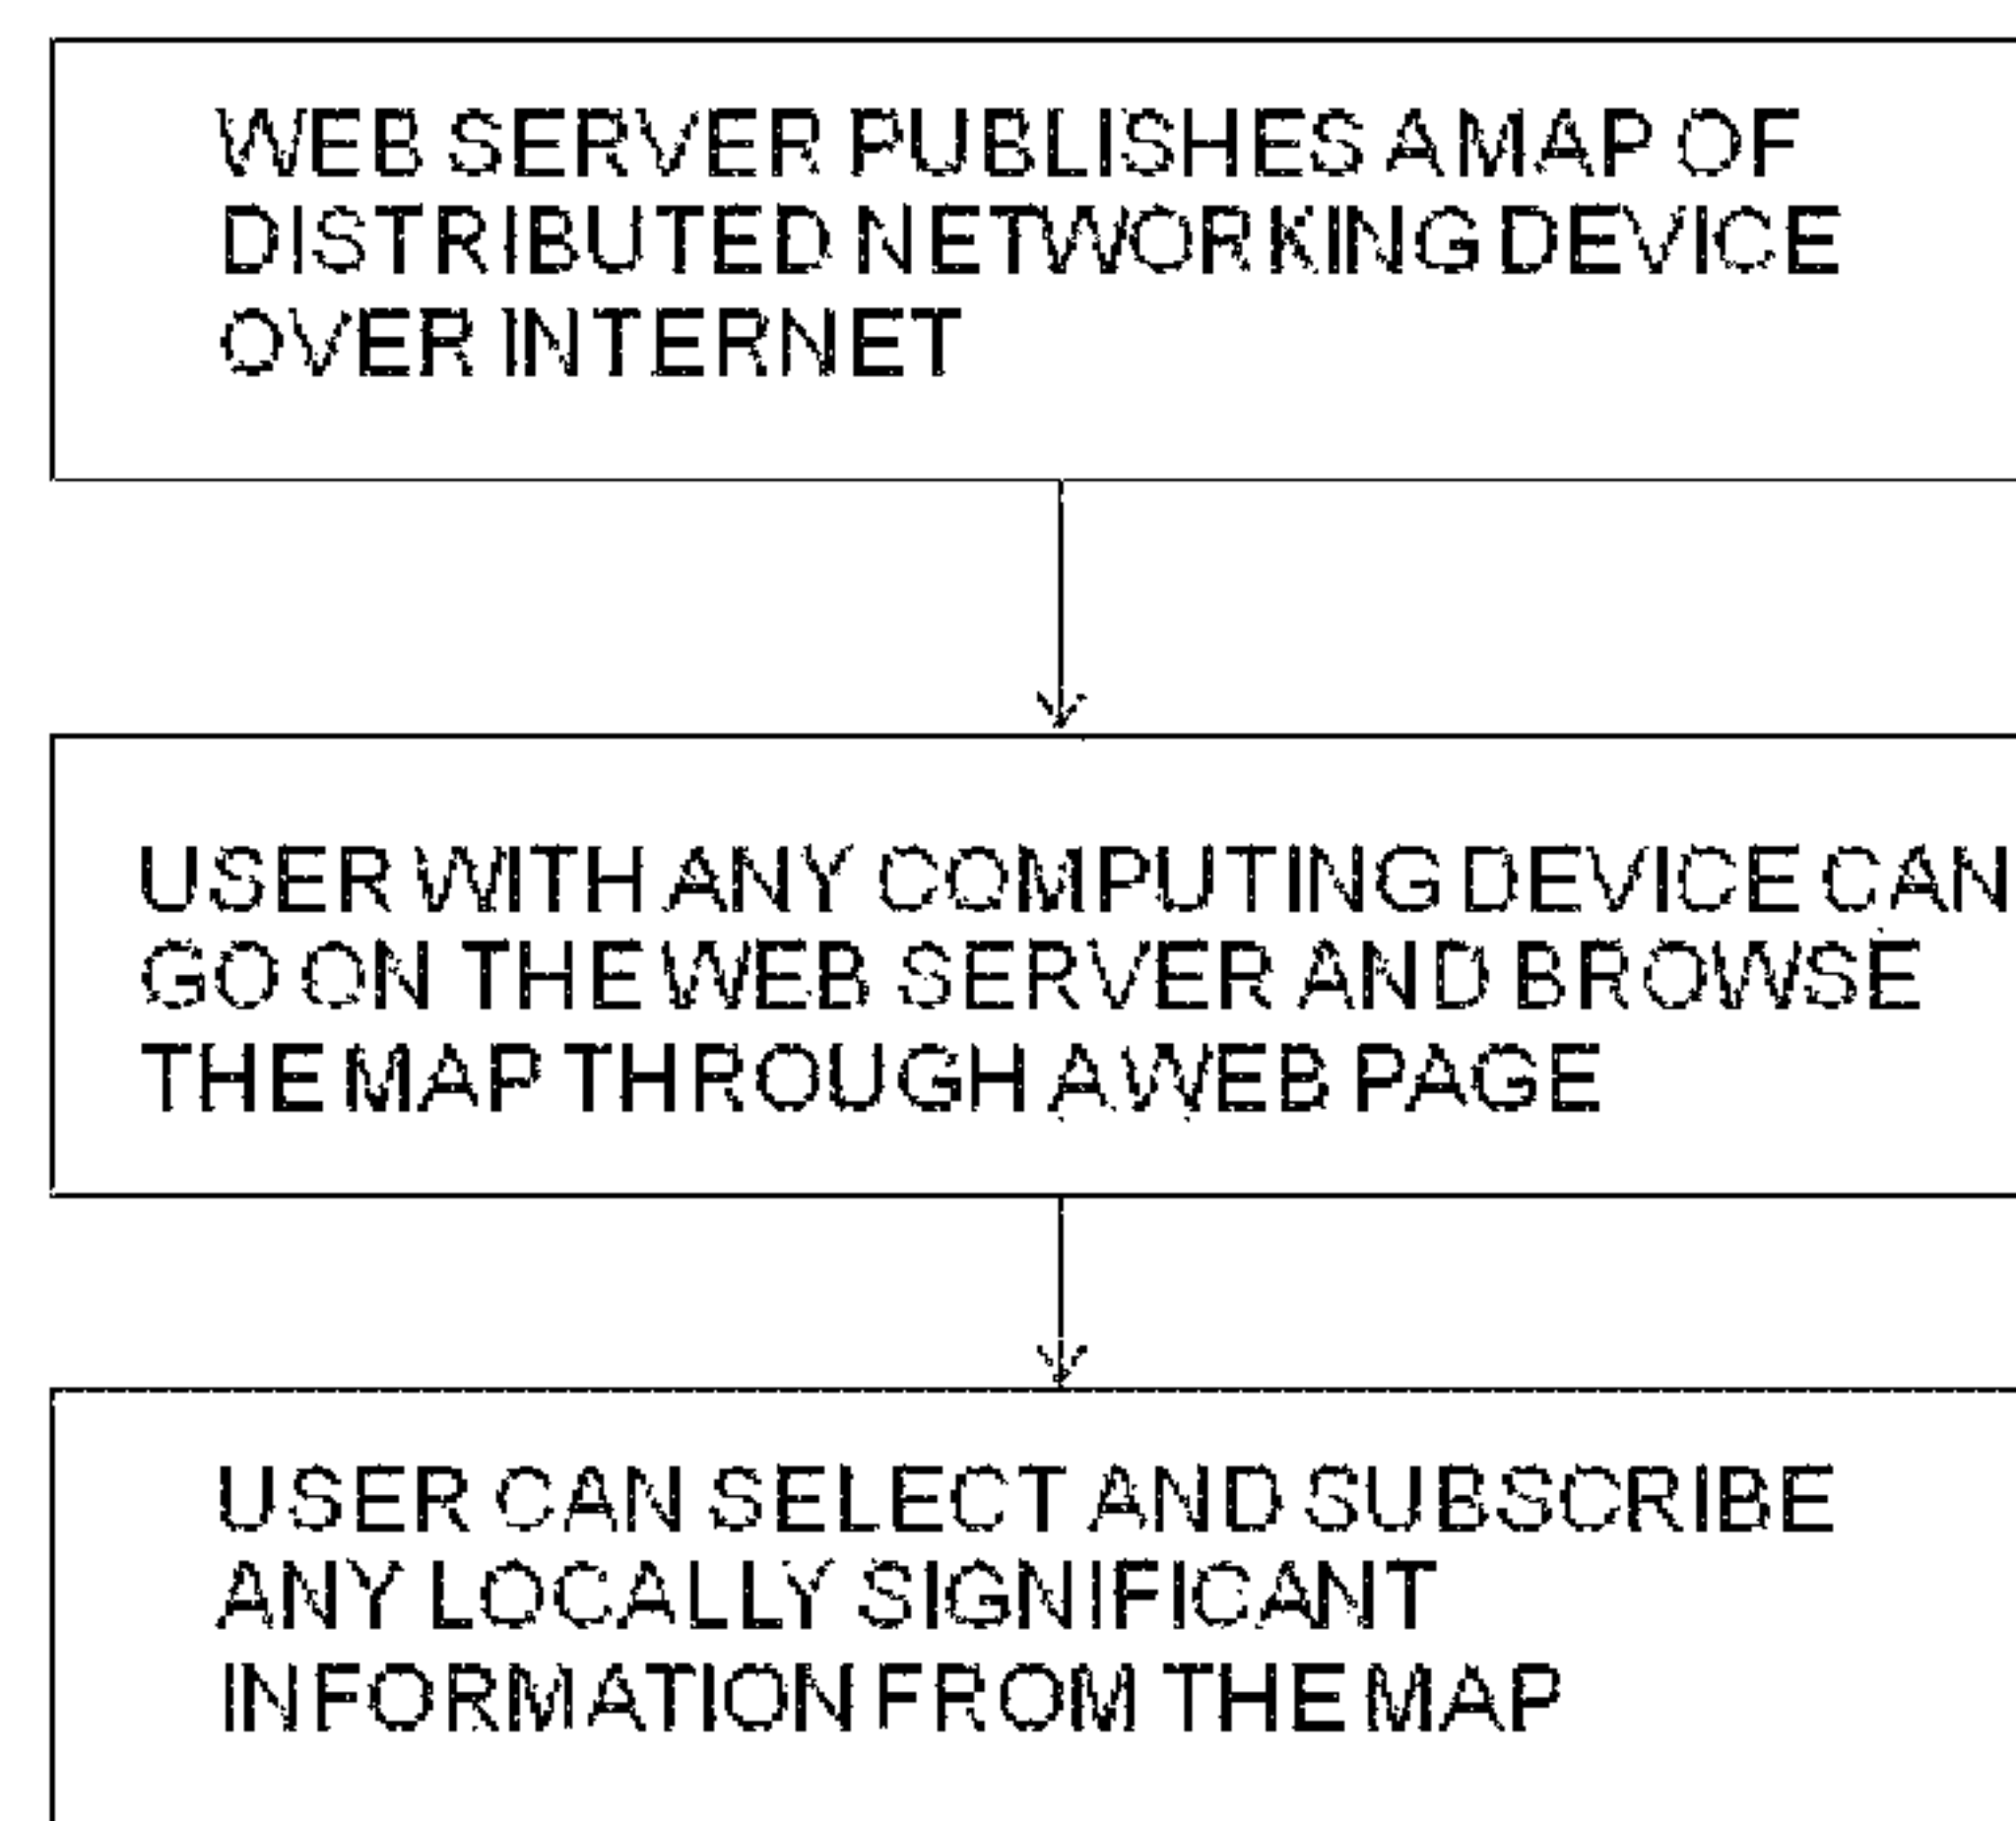 WEB SERVER PUBLISHES A MAP OF
DISTRIBUTED NETWORKING DEVICE
OVER INTERNET
USER WITH ANY COMPUTING DEVICE CAN
GO ON THE WEB SERVER AND BROWSE
THE MAP THROUGH A WEB PAGE
USER CAN SELECT AND SUBSCRIBE
ANY LOCALLY SIGNIFICANT
INFORMATION FROM THE MAP